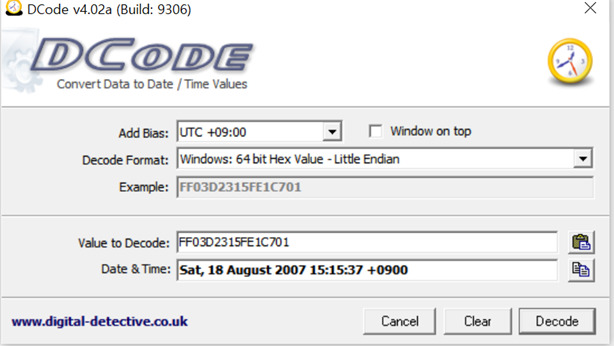 DCode v4.02a (Build: 9306)
DCODE
Convert Data to Date / Time Values
Add Bias: UTC +09:00 Window on top
Decode Format: Windows: 64 bit Hex Value - Little Endian
Example: FF03D2315FE1C701
Value to Decode: FF03D2315FE1C701
Date & Time: Sat, 18 August 2007 15:15:37 +0900
www.digital-detective.co.uk Cancel Clear Decode